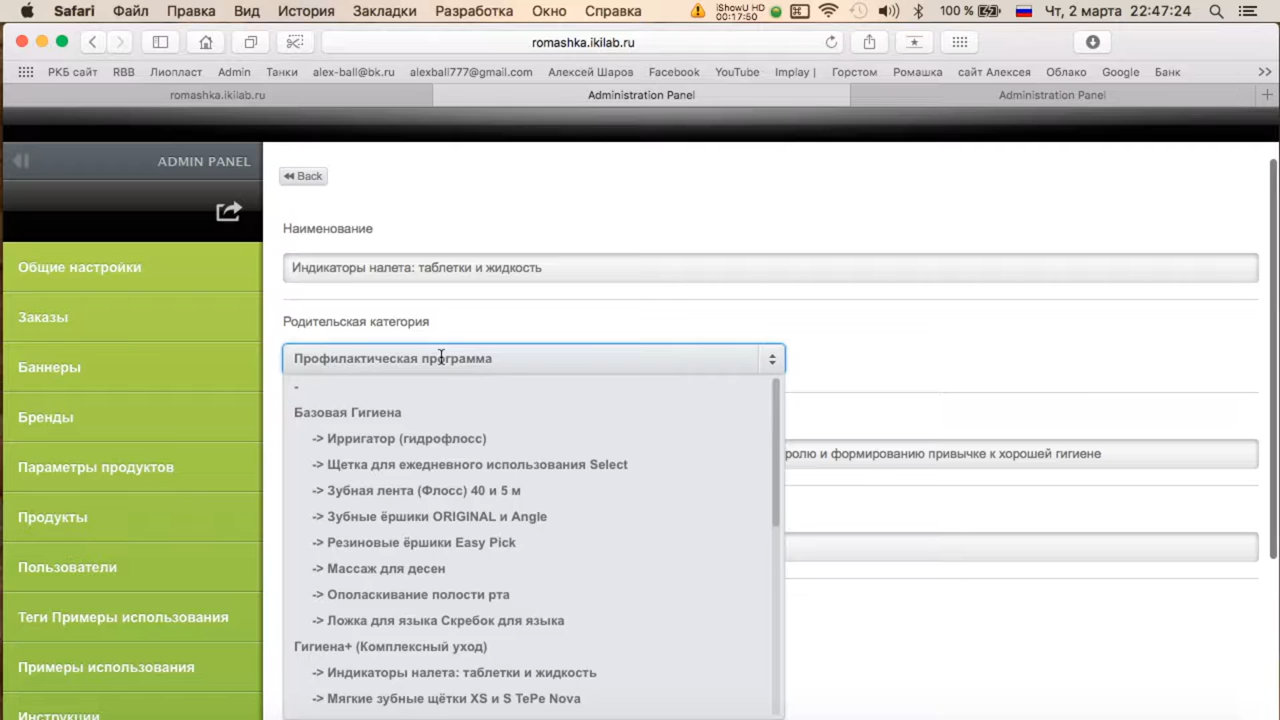 Safari Файл Правка Вид История Закладки Разработка Окно Справка iShowU HD 00:17:50 100 % Чт, 2 марта 22:47:24
romashka.ikilab.ru
РКБ сайт RBB Лиопласт Admin Танки alex-ball@bk.ru alexball777@gmail.com Алексей Шаров Facebook YouTube Implay | Горстом Ромашка сайт Алексея Облако Google Банк >>
romashka.ikilab.ru Administration Panel Administration Panel
ADMIN PANEL
Общие настройки
Заказы
Баннеры
Бренды
Параметры продуктов
Продукты
Пользователи
Теги Примеры использования
Примеры использования
Инструкции
Back
Наименование
Индикаторы налета: таблетки и жидкость
Родительская категория
Профилактическая программа
-
Базовая Гигиена
-> Ирригатор (гидрофлосс)
-> Щетка для ежедневного использования Select
-> Зубная лента (Флосс) 40 и 5 м
-> Зубные ёршики ORIGINAL и Angle
-> Резиновые ёршики Easy Pick
-> Массаж для десен
-> Ополаскивание полости рта
-> Ложка для языка Скребок для языка
Гигиена+ (Комплексный уход)
-> Индикаторы налета: таблетки и жидкость
-> Мягкие зубные щётки XS и S TePe Nova
и формированию привычке к хорошей гигиене